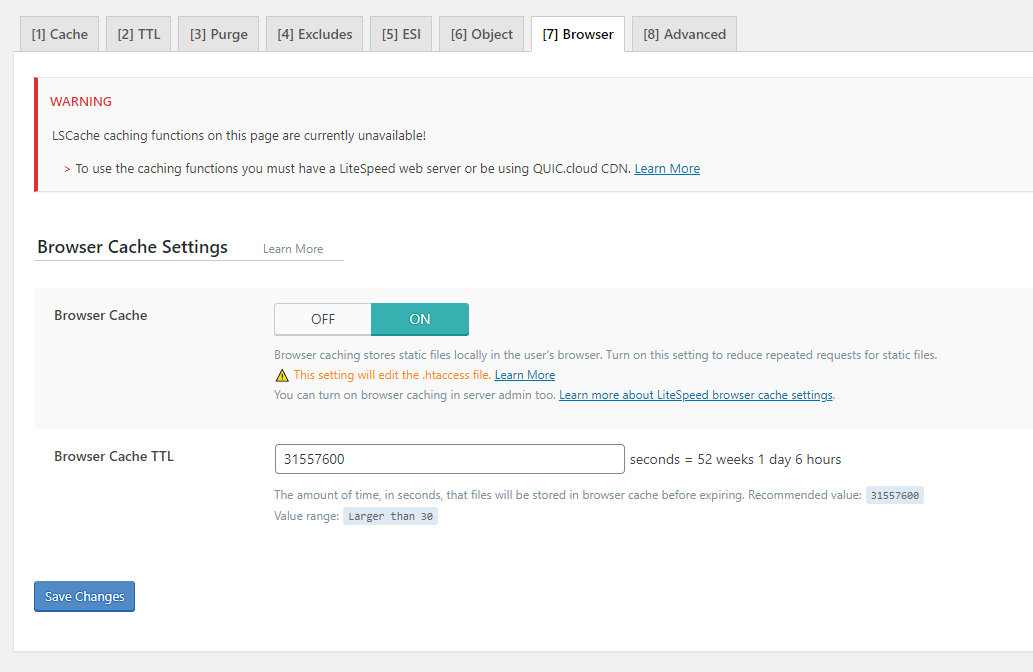 [1] Cache [2] TTL [3] Purge [4] Excludes [5] ESI [6] Object [7] Browser [8] Advanced
WARNING
LSCache caching functions on this page are currently unavailable!
> To use the caching functions you must have a LiteSpeed web server or be using QUIC.cloud CDN. Learn More
Browser Cache Settings Learn More
Browser Cache OFF ON
Browser caching stores static files locally in the user's browser. Turn on this setting to reduce repeated requests for static files.
This setting will edit the .htaccess file. Learn More
You can turn on browser caching in server admin too. Learn more about LiteSpeed browser cache settings.
Browser Cache TTL 31557600 seconds = 52 weeks 1 day 6 hours
The amount of time, in seconds, that files will be stored in browser cache before expiring. Recommended value: 31557600
Value range: Larger than 30
Save Changes